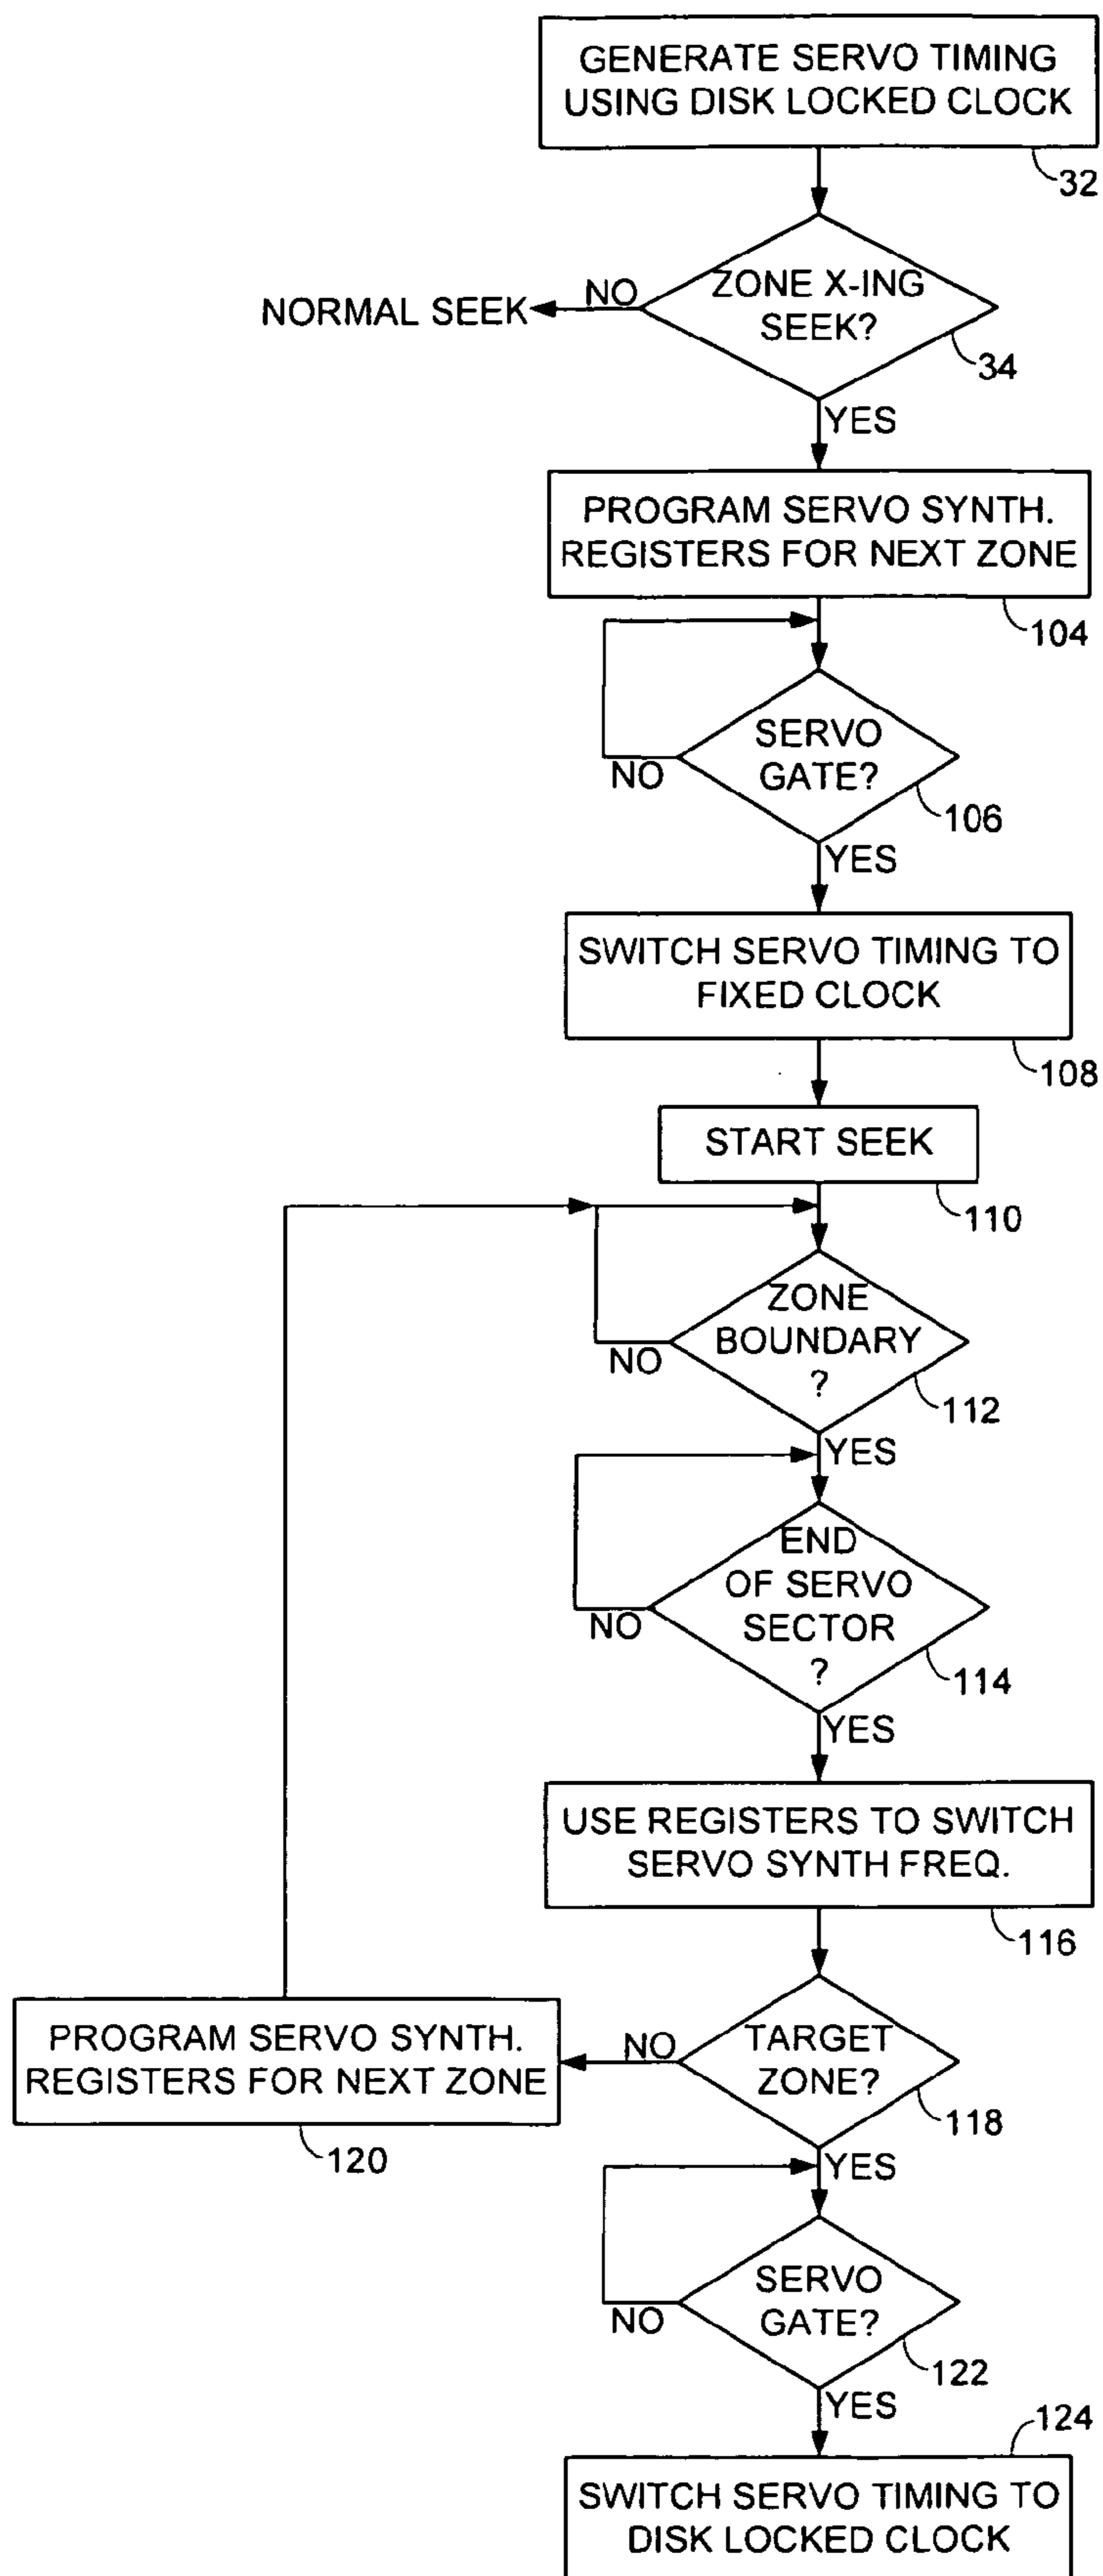 GENERATE SERVO TIMING
USING DISK LOCKED CLOCK
32
ZONE X-ING
SEEK?
34
NO
NORMAL SEEK
YES
PROGRAM SERVO SYNTH.
REGISTERS FOR NEXT ZONE
104
SERVO
GATE?
NO
106
YES
SWITCH SERVO TIMING TO
FIXED CLOCK
108
START SEEK
110
ZONE
BOUNDARY
?
NO
112
YES
END
OF SERVO
SECTOR
?
NO
114
YES
USE REGISTERS TO SWITCH
SERVO SYNTH FREQ.
116
TARGET
ZONE?
NO
118
PROGRAM SERVO SYNTH.
REGISTERS FOR NEXT ZONE
120
YES
SERVO
GATE?
NO
122
YES
124
SWITCH SERVO TIMING TO
DISK LOCKED CLOCK